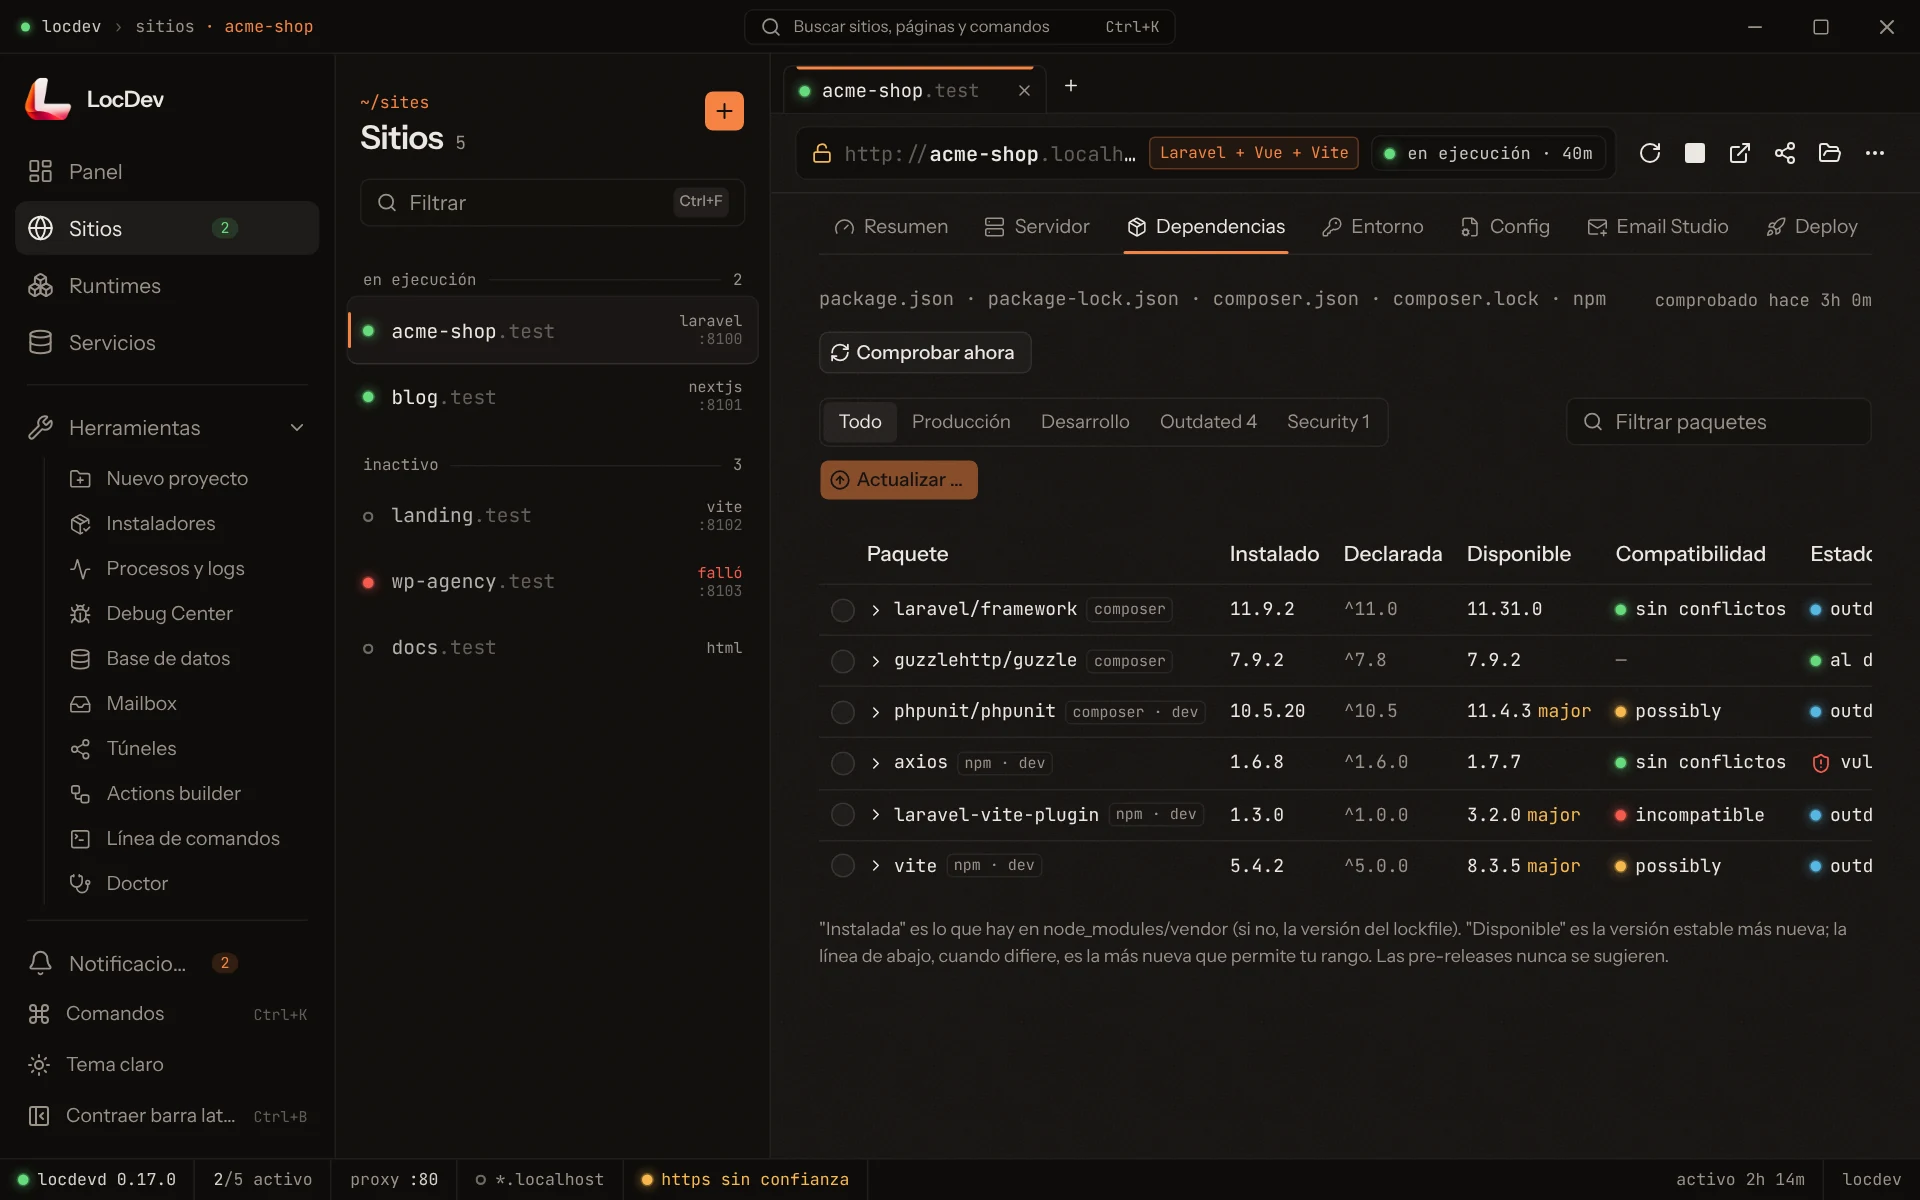 locdev › sitios · acme-shop
Buscar sitios, páginas y comandos Ctrl+K
LocDev
Panel
Sitios 2
Runtimes
Servicios
Herramientas
Nuevo proyecto
Instaladores
Procesos y logs
Debug Center
Base de datos
Mailbox
Túneles
Actions builder
Línea de comandos
Doctor
Notificacio... 2
Comandos Ctrl+K
Tema claro
Contraer barra lat... Ctrl+B
~/sites
Sitios 5
Filtrar Ctrl+F
en ejecución 2
acme-shop.test laravel :8100
blog.test nextjs :8101
inactivo 3
landing.test vite :8102
wp-agency.test falló :8103
docs.test html
acme-shop.test
http://acme-shop.localh… Laravel + Vue + Vite en ejecución · 40m
Resumen Servidor Dependencias Entorno Config Email Studio Deploy
package.json · package-lock.json · composer.json · composer.lock · npm comprobado hace 3h 0m
Comprobar ahora
Todo Producción Desarrollo Outdated 4 Security 1 Filtrar paquetes
Actualizar ...
Paquete Instalado Declarada Disponible Compatibilidad Estado
laravel/framework composer 11.9.2 ^11.0 11.31.0 sin conflictos outd
guzzlehttp/guzzle composer 7.9.2 ^7.8 7.9.2 — al d
phpunit/phpunit composer · dev 10.5.20 ^10.5 11.4.3 major possibly outd
axios npm · dev 1.6.8 ^1.6.0 1.7.7 sin conflictos vul
laravel-vite-plugin npm · dev 1.3.0 ^1.0.0 3.2.0 major incompatible outd
vite npm · dev 5.4.2 ^5.0.0 8.3.5 major possibly outd
"Instalada" es lo que hay en node_modules/vendor (si no, la versión del lockfile). "Disponible" es la versión estable más nueva; la
línea de abajo, cuando difiere, es la más nueva que permite tu rango. Las pre-releases nunca se sugieren.
locdevd 0.17.0 2/5 activo proxy :80 *.localhost https sin confianza activo 2h 14m locdev